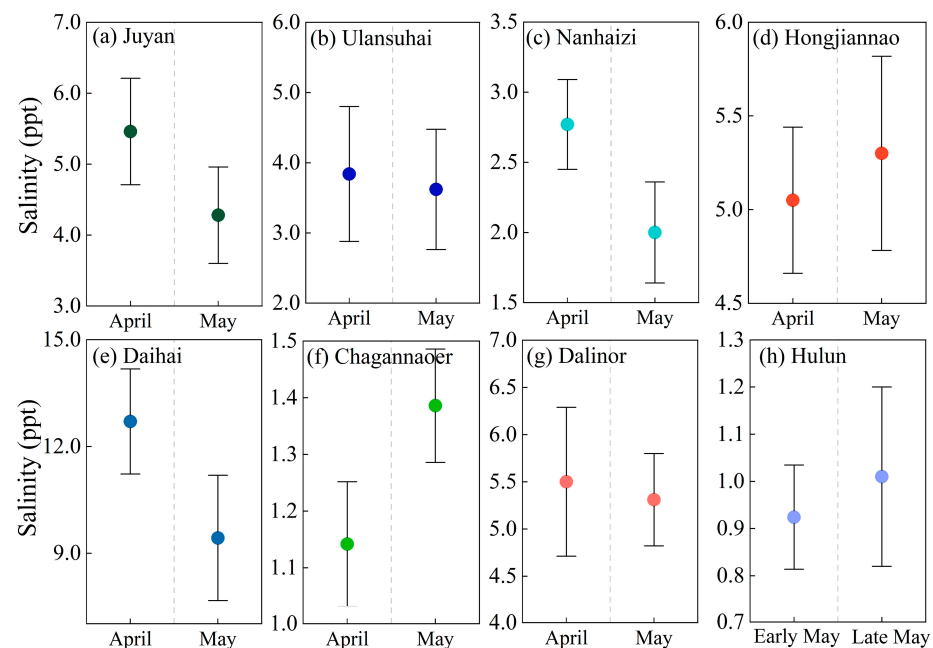 (a) Juyan
Salinity (ppt)
7.0
6.0
5.0
4.0
3.0
April May
(b) Ulansuhai
6.0
5.0
4.0
3.0
2.0
April May
(c) Nanhaizi
3.5
3.0
2.5
2.0
1.5
April May
(d) Hongjiannao
6.0
5.5
5.0
4.5
April May
(e) Daihai
Salinity (ppt)
15.0
12.0
9.0
April May
(f) Chagannaoer
1.5
1.4
1.3
1.2
1.1
1.0
April May
(g) Dalinor
7.0
6.5
6.0
5.5
5.0
4.5
4.0
April May
(h) Hulun
1.3
1.2
1.1
1.0
0.9
0.8
0.7
Early May Late May